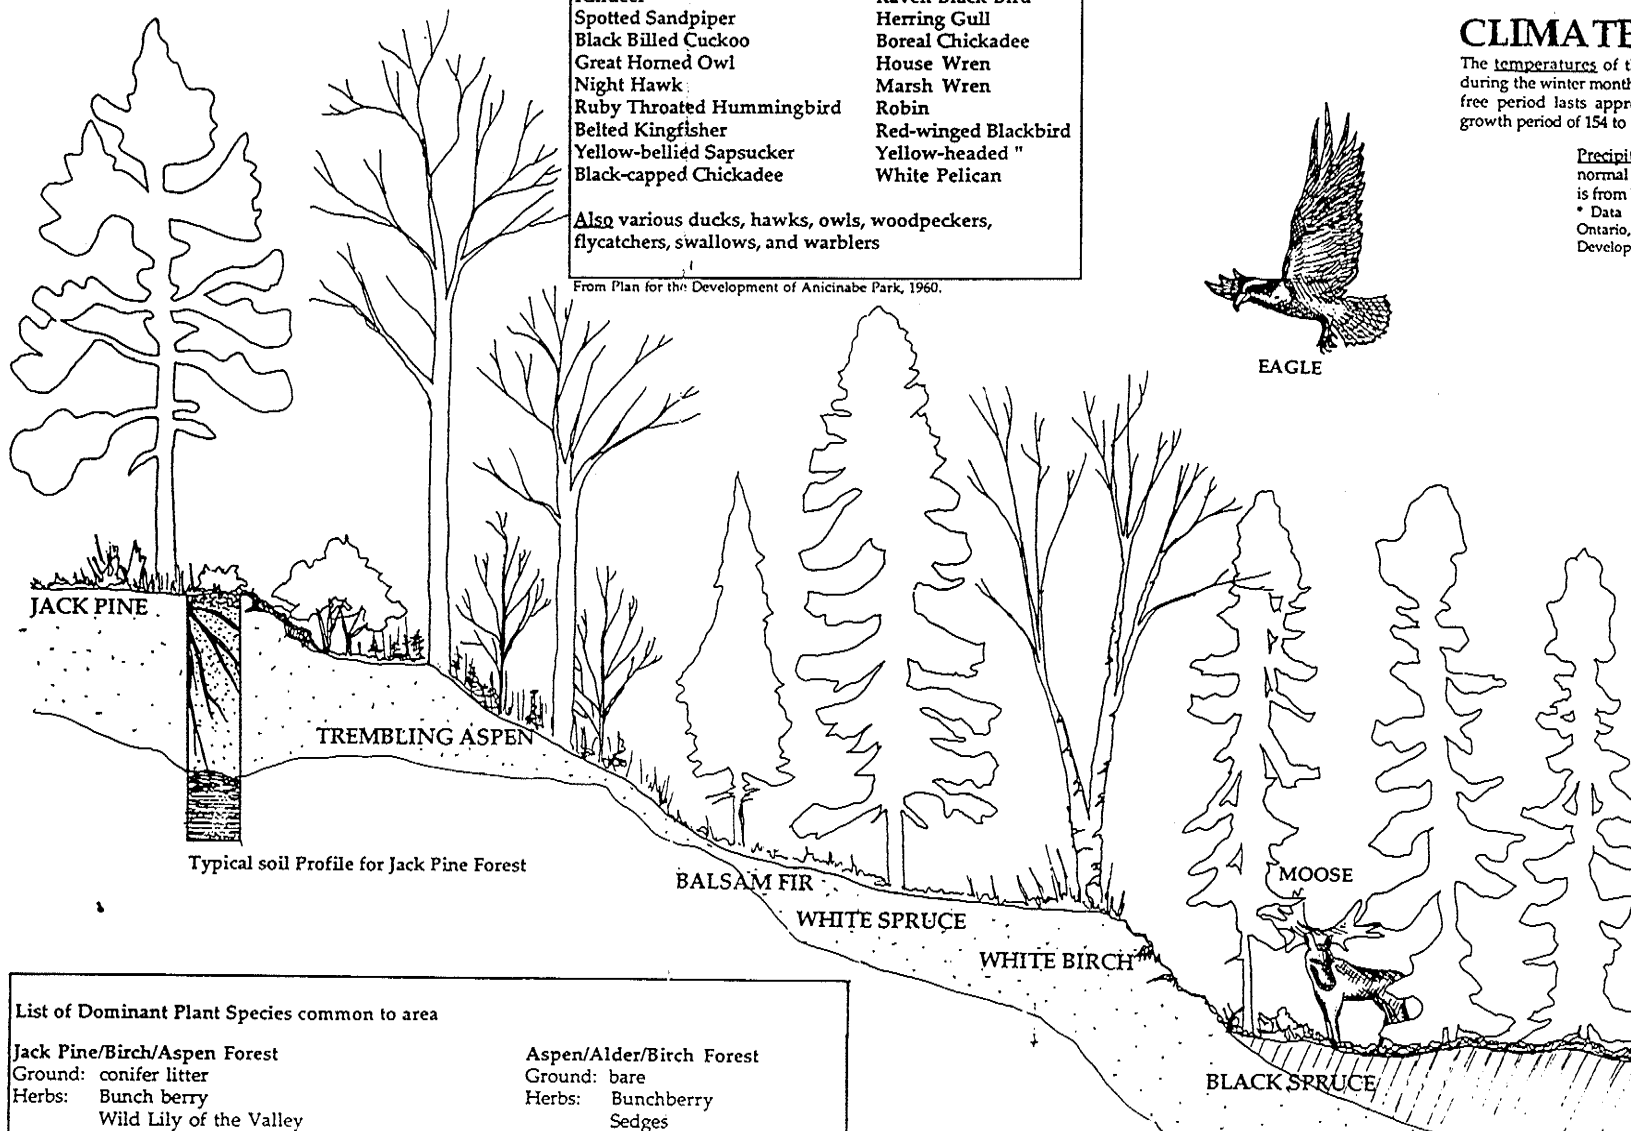 Spotted Sandpiper
Black Billed Cuckoo
Great Horned Owl
Night Hawk
Ruby Throated Hummingbird
Belted Kingfisher
Yellow-bellied Sapsucker
Black-capped Chickadee
Raven Black Bird
Herring Gull
Boreal Chickadee
House Wren
Marsh Wren
Robin
Red-winged Blackbird
Yellow-headed "
White Pelican
Also various ducks, hawks, owls, woodpeckers,
flycatchers, swallows, and warblers
From Plan for the Development of Anicinabe Park, 1960.
CLIMATE
The temperatures of
during the winter month
free period lasts appr
growth period of 154 to
Precipi
normal
is from
* Data
Ontario,
Develop
EAGLE
JACK PINE
TREMBLING ASPEN
Typical soil Profile for Jack Pine Forest
BALSAM FIR
WHITE SPRUCE
WHITE BIRCH
MOOSE
BLACK SPRUCE
List of Dominant Plant Species common to area
Jack Pine/Birch/Aspen Forest
Ground: conifer litter
Herbs: Bunch berry
Wild Lily of the Valley
Aspen/Alder/Birch Forest
Ground: bare
Herbs: Bunchberry
Sedges